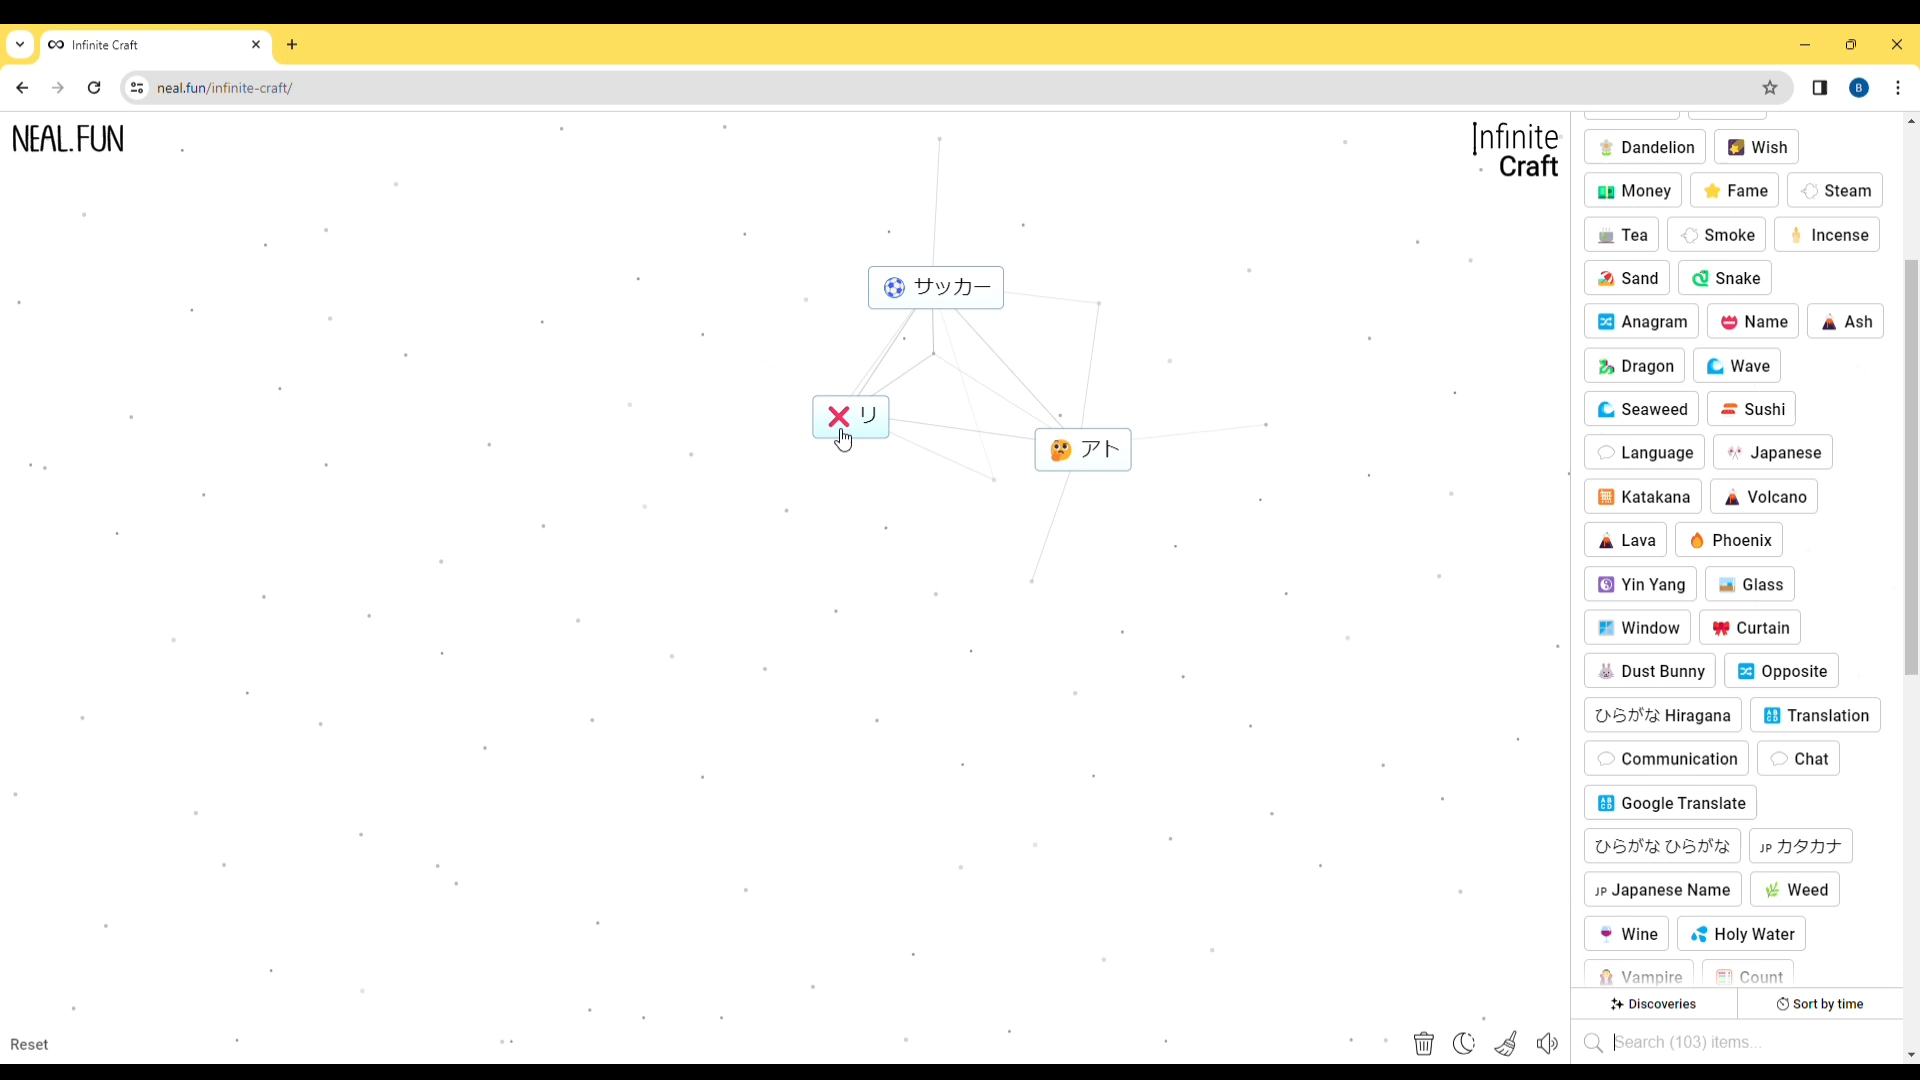 Infinite Craft
neal.fun/infinite-craft/
B
NEAL.FUN
Infinite
Craft
サッカー
リ
アト
Reset
Dandelion Wish
Money Fame Steam
Tea Smoke Incense
Sand Snake
Anagram Name Ash
Dragon Wave
Seaweed Sushi
Language Japanese
Katakana Volcano
Lava Phoenix
Yin Yang Glass
Window Curtain
Dust Bunny Opposite
ひらがな Hiragana Translation
Communication Chat
Google Translate
ひらがな ひらがな JP カタカナ
JP Japanese Name Weed
Wine Holy Water
Vampire Count
Discoveries Sort by time
Search (103) items...